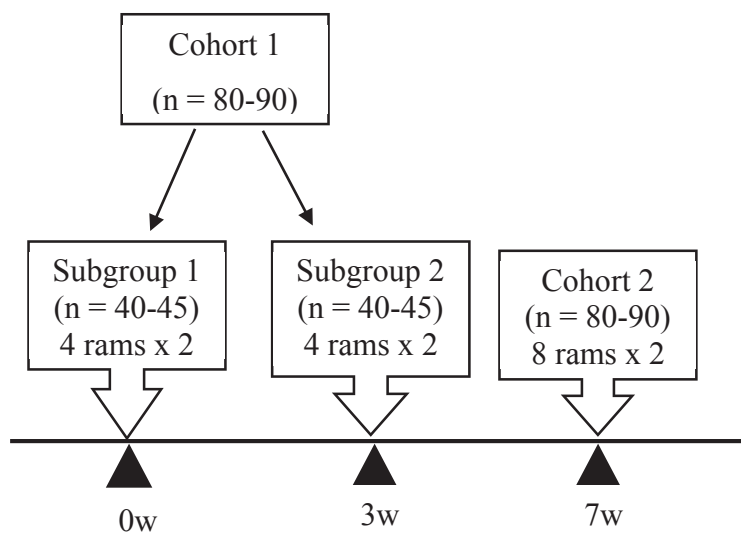 Cohort 1
(n = 80-90)
Subgroup 1
(n = 40-45)
4 rams x 2
Subgroup 2
(n = 40-45)
4 rams x 2
Cohort 2
(n = 80-90)
8 rams x 2
0w
3w
7w